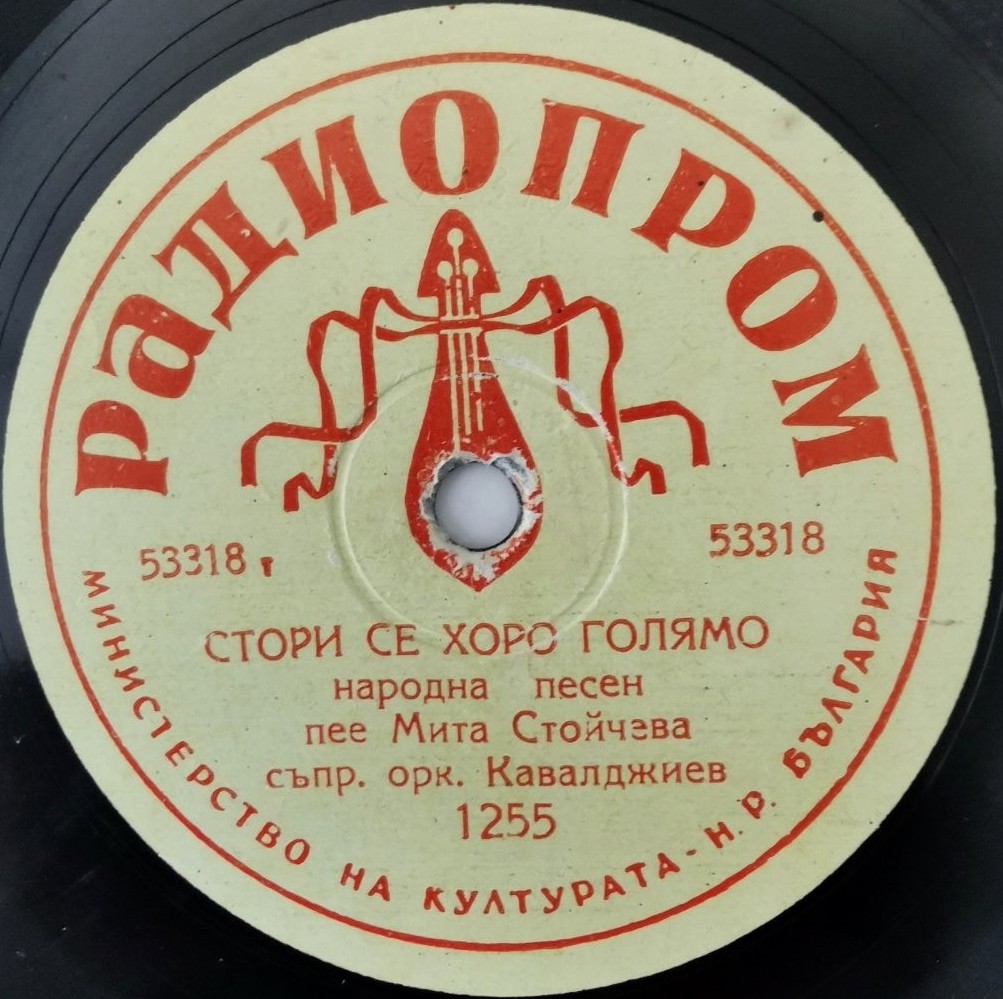 РАДИОПРОМ
53318
53318
СТОРИ СЕ ХОРО ГОЛЯМО
народна песен
пее Мита Стойчева
съпр. орк. Кавалджиев
1255
МИНИСТЕРСТВО НА КУЛТУРАТА - Н. Р. БЪЛГАРИЯ